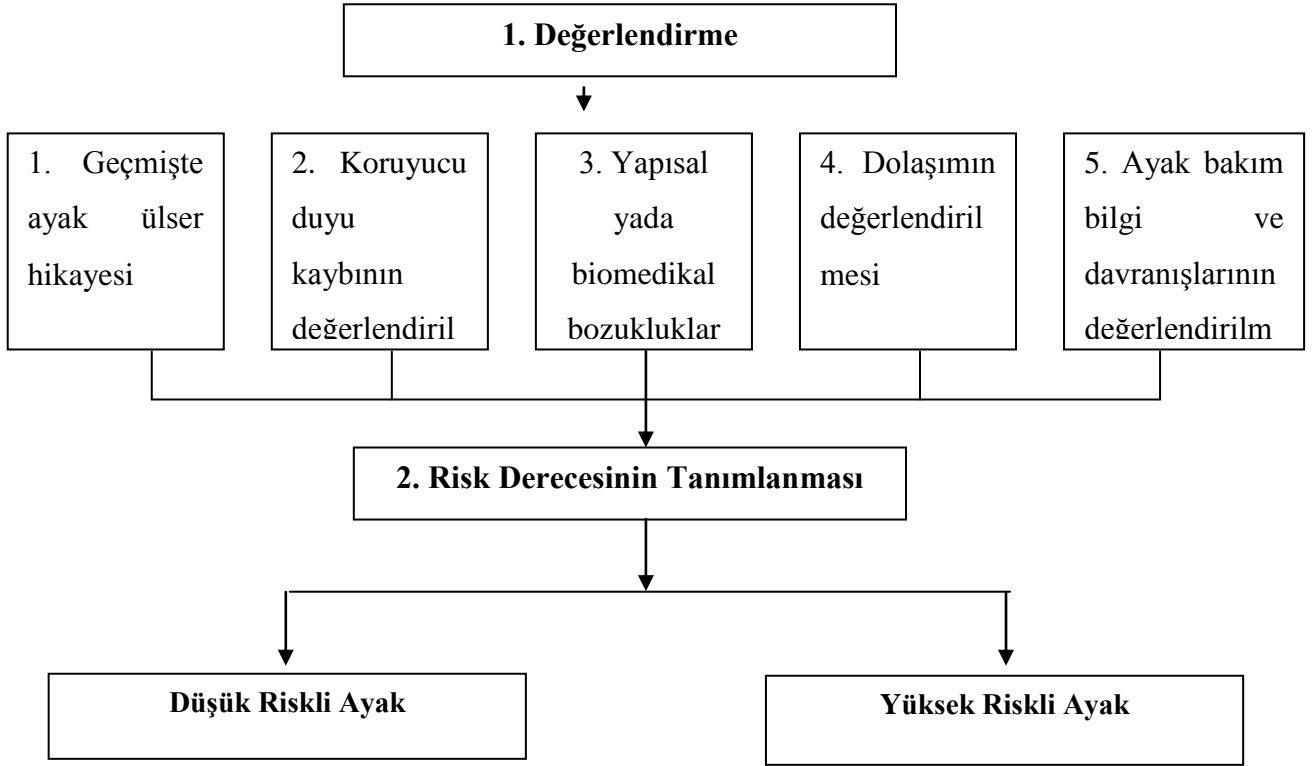 1. Değerlendirme
1. Geçmişte
ayak ülser
hikayesi
2. Koruyucu
duyu
kaybının
değerlendiril
3. Yapısal
yada
biomedikal
bozukluklar
4. Dolaşımın
değerlendiril
mesi
5. Ayak bakım
bilgi ve
davranışlarının
değerlendirilm
2. Risk Derecesinin Tanımlanması
Düşük Riskli Ayak
Yüksek Riskli Ayak